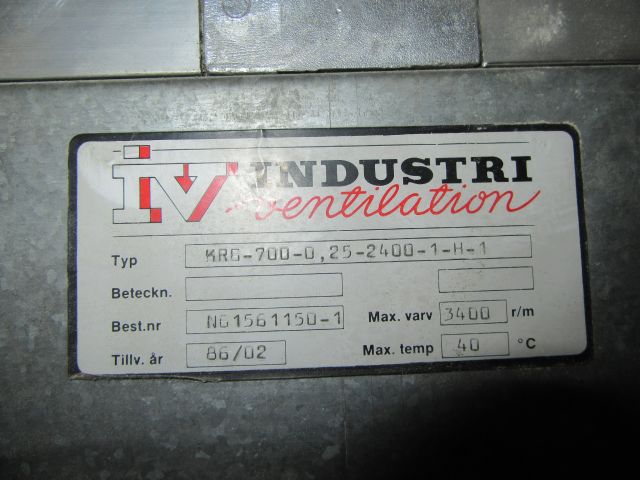 IV INDUSTRI
ventilation
Typ KRG-700-0,25-2400-1-H-1
Beteckn.
Best.nr NG1561150-1 Max. varv 3400 r/m
Tillv. år 86/02 Max. temp 40 °C